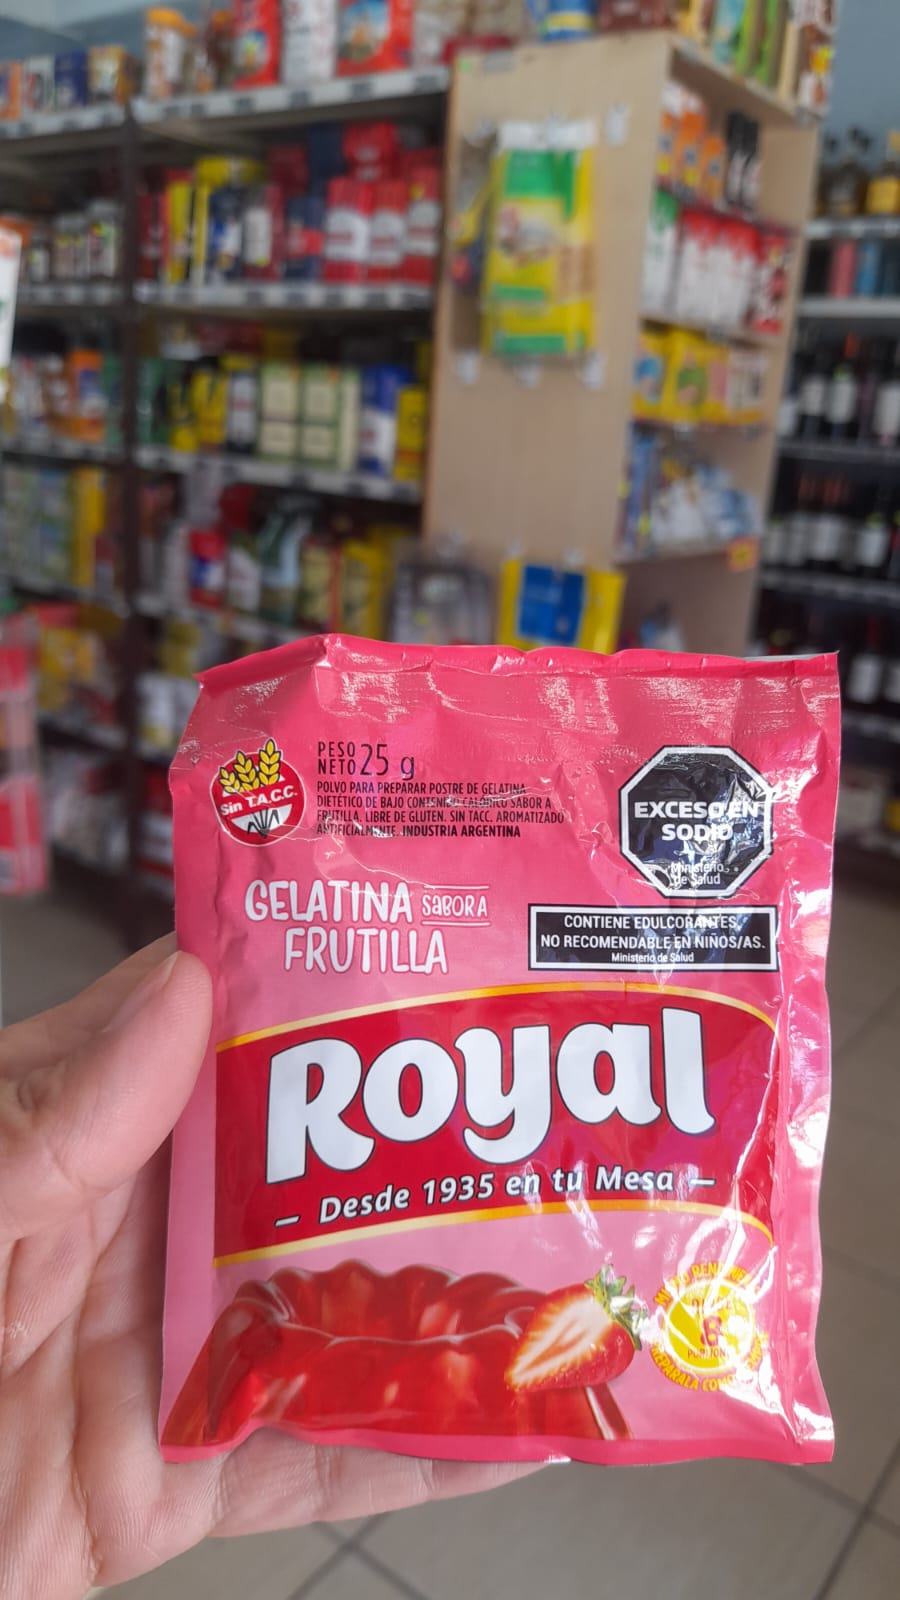 PESO
NETO 25 g
POLVO PARA PREPARAR POSTRE DE GELATINA
DIETÉTICO DE BAJO CONTENIDO CALÓRICO SABOR A
FRUTILLA. LIBRE DE GLUTEN. SIN TACC. AROMATIZADO
ARTIFICIALMENTE. INDUSTRIA ARGENTINA
Sin T.A.C.C.
EXCESO EN
SODIO
Ministerio
de Salud
GELATINA SABOR A
FRUTILLA
CONTIENE EDULCORANTES,
NO RECOMENDABLE EN NIÑOS/AS.
Ministerio de Salud
Royal
— Desde 1935 en tu Mesa —
8